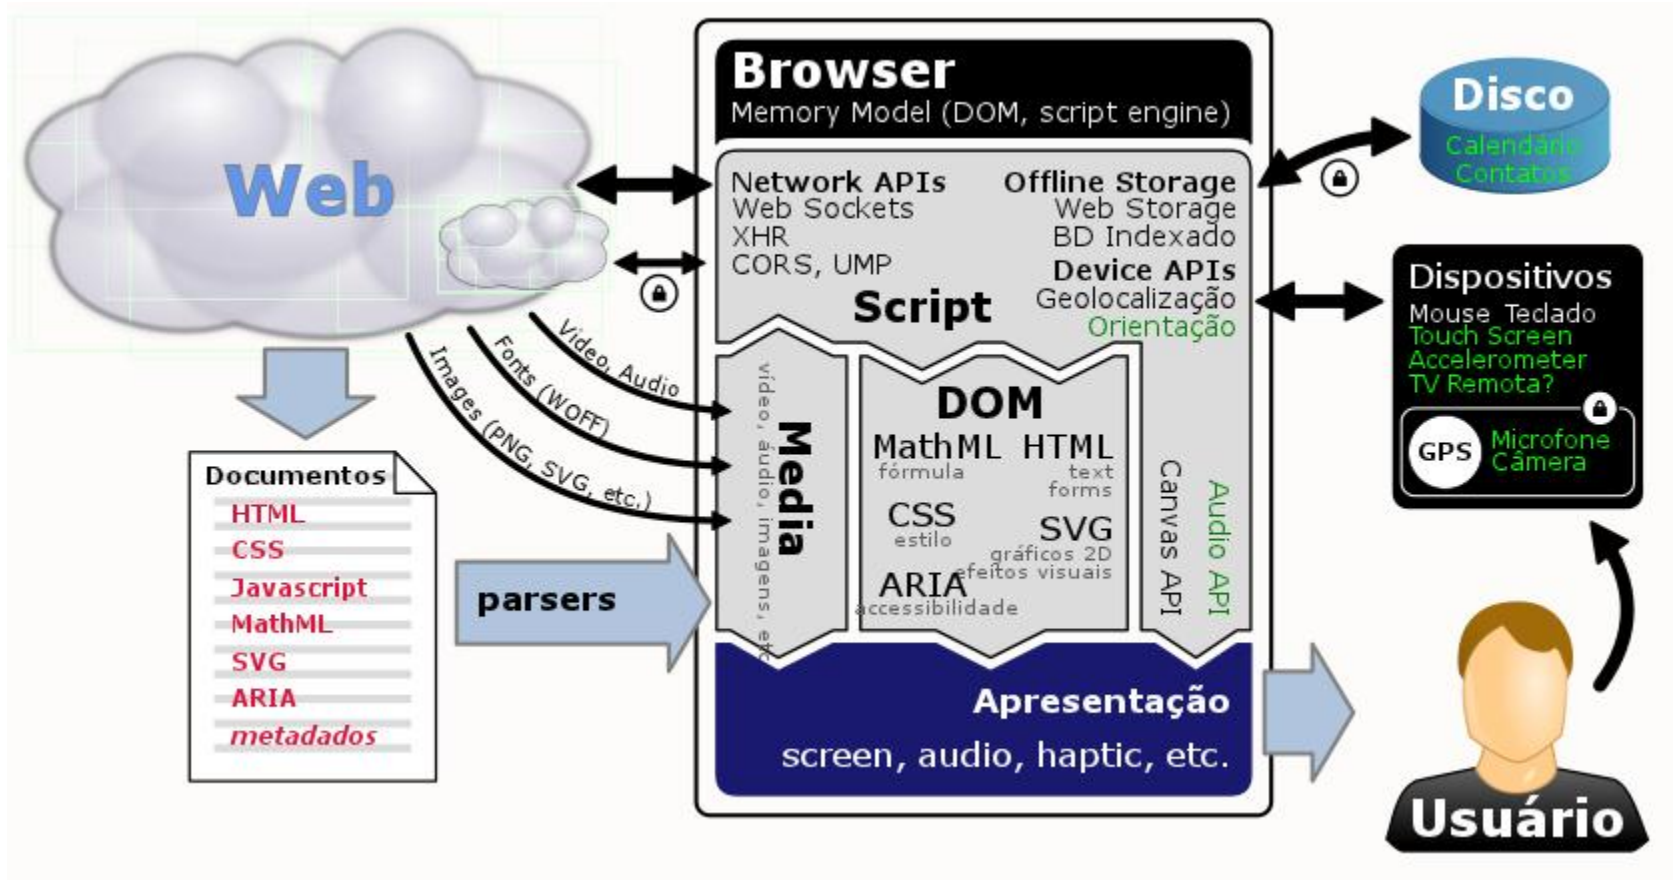 Web
Documentos
HTML
CSS
Javascript
MathML
SVG
ARIA
metadados
parsers
Video, Audio
Fonts (WOFF)
Images (PNG, SVG, etc,)
Browser
Memory Model (DOM, script engine)
Network APIs
Web Sockets
XHR
CORS, UMP
Offline Storage
Web Storage
BD Indexado
Device APIs
Geolocalização
Orientação
Script
Media
vídeo, áudio, imagens, etc
DOM
MathML
fórmula
HTML
text
forms
CSS
estilo
SVG
gráficos 2D
efeitos visuais
ARIA
accessibilidade
Canvas API
Audio API
Apresentação
screen, audio, haptic, etc.
Disco
Calendário
Contatos
Dispositivos
Mouse Teclado
Touch Screen
Accelerometer
TV Remota?
GPS
Microfone
Câmera
Usuário